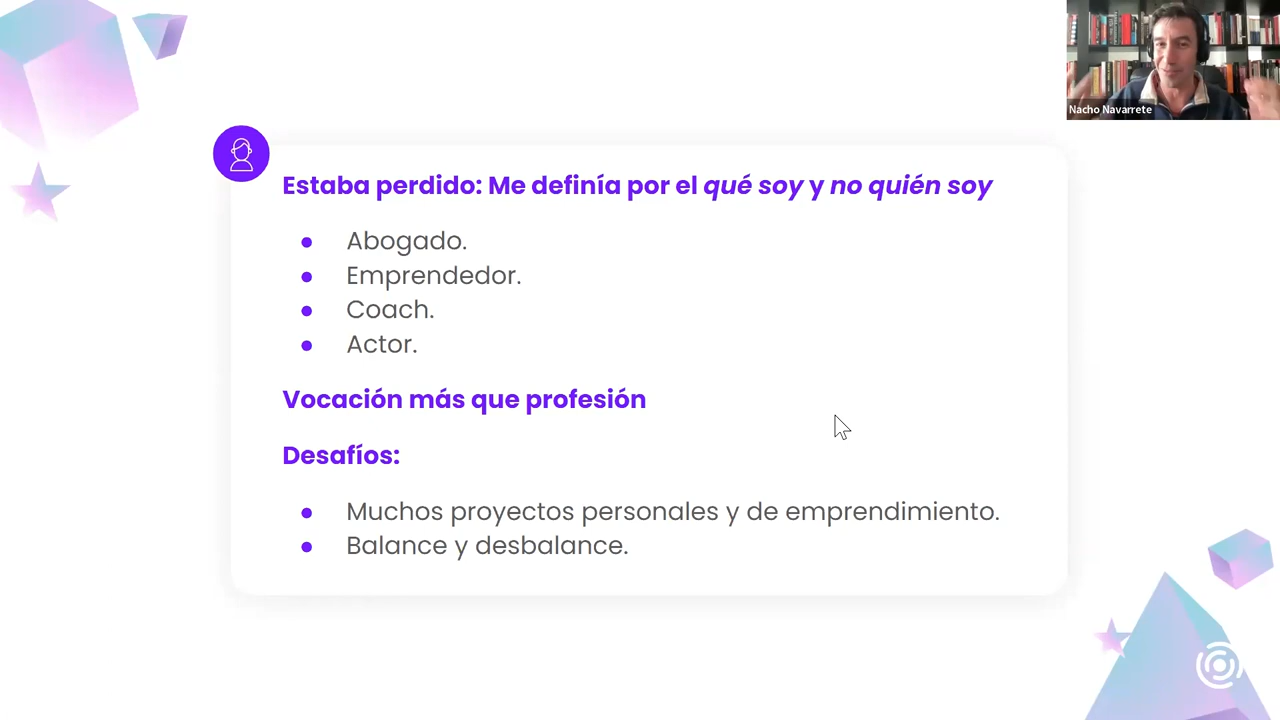 Nacho Navarrete
Estaba perdido: Me definía por el qué soy y no quién soy
● Abogado.
● Emprendedor.
● Coach.
● Actor.
Vocación más que profesión
Desafíos:
● Muchos proyectos personales y de emprendimiento.
● Balance y desbalance.